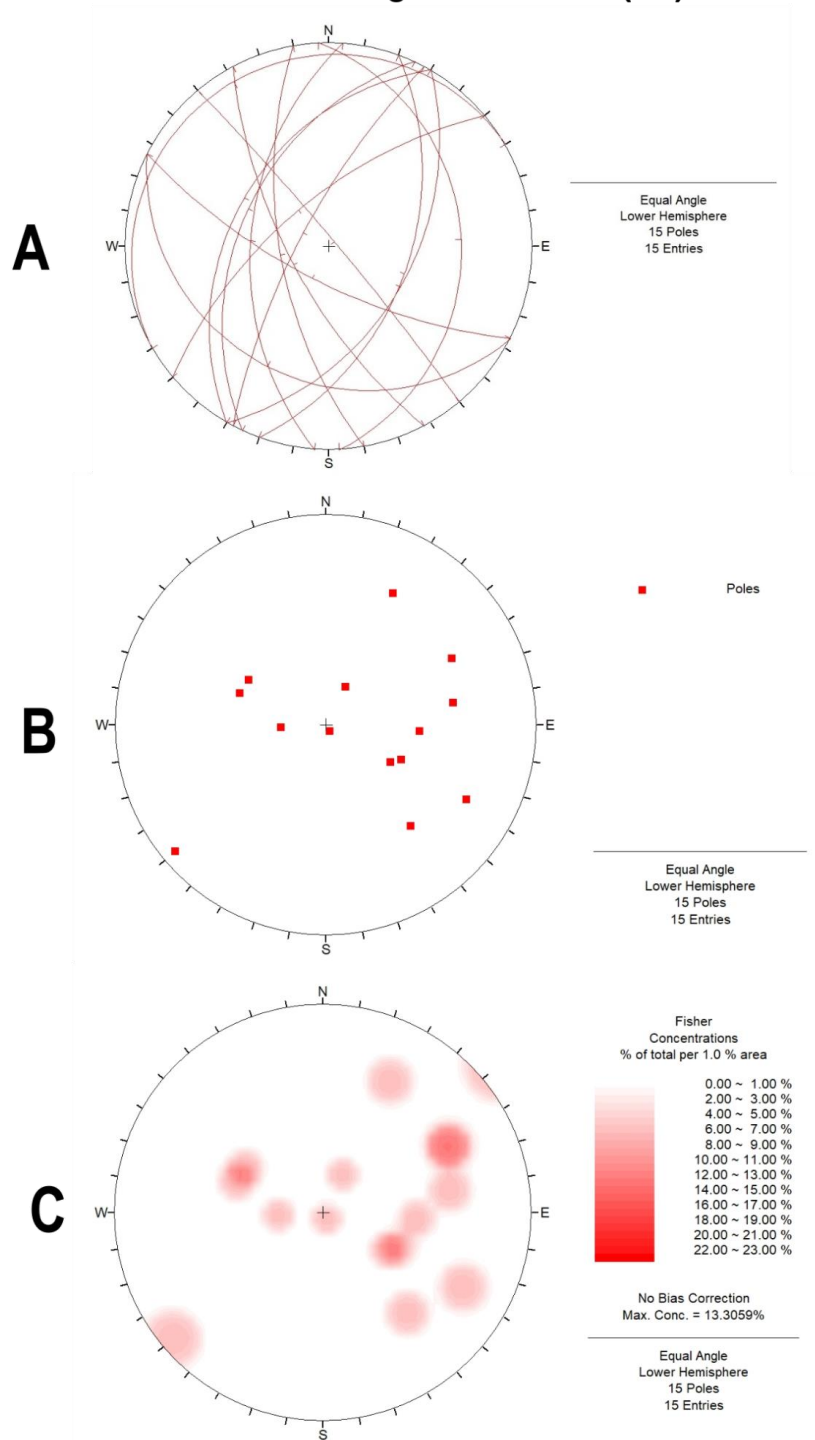 N
A
W
E
S
Equal Angle
Lower Hemisphere
15 Poles
15 Entries
N
B
W
E
S
Poles
Equal Angle
Lower Hemisphere
15 Poles
15 Entries
N
C
W
E
S
Fisher
Concentrations
% of total per 1.0 % area
0.00 ~ 1.00 %
2.00 ~ 3.00 %
4.00 ~ 5.00 %
6.00 ~ 7.00 %
8.00 ~ 9.00 %
10.00 ~ 11.00 %
12.00 ~ 13.00 %
14.00 ~ 15.00 %
16.00 ~ 17.00 %
18.00 ~ 19.00 %
20.00 ~ 21.00 %
22.00 ~ 23.00 %
No Bias Correction
Max. Conc. = 13.3059%
Equal Angle
Lower Hemisphere
15 Poles
15 Entries